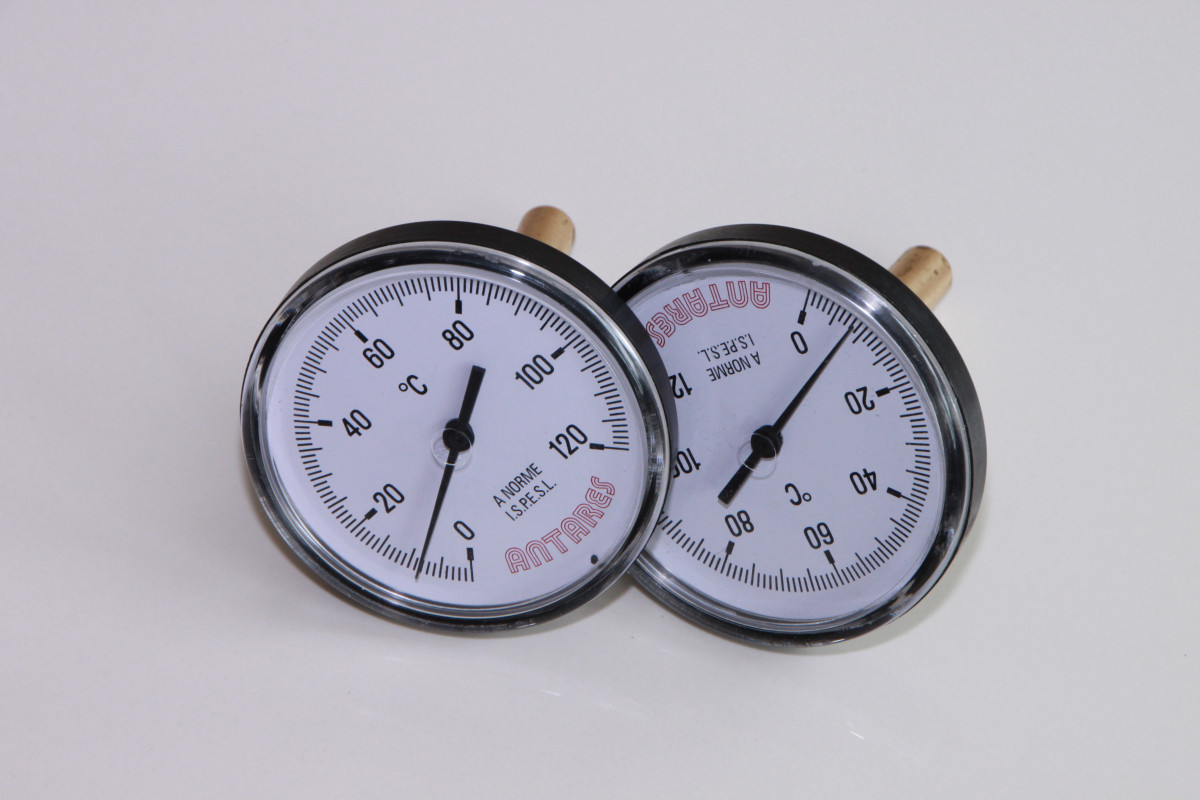 0
20
40
60
80
100
120
°C
A NORME
I.S.P.E.S.L.
ANTARES
ANTARES
A NORME
I.S.P.E.S.L.
0
20
40
60
80
°C